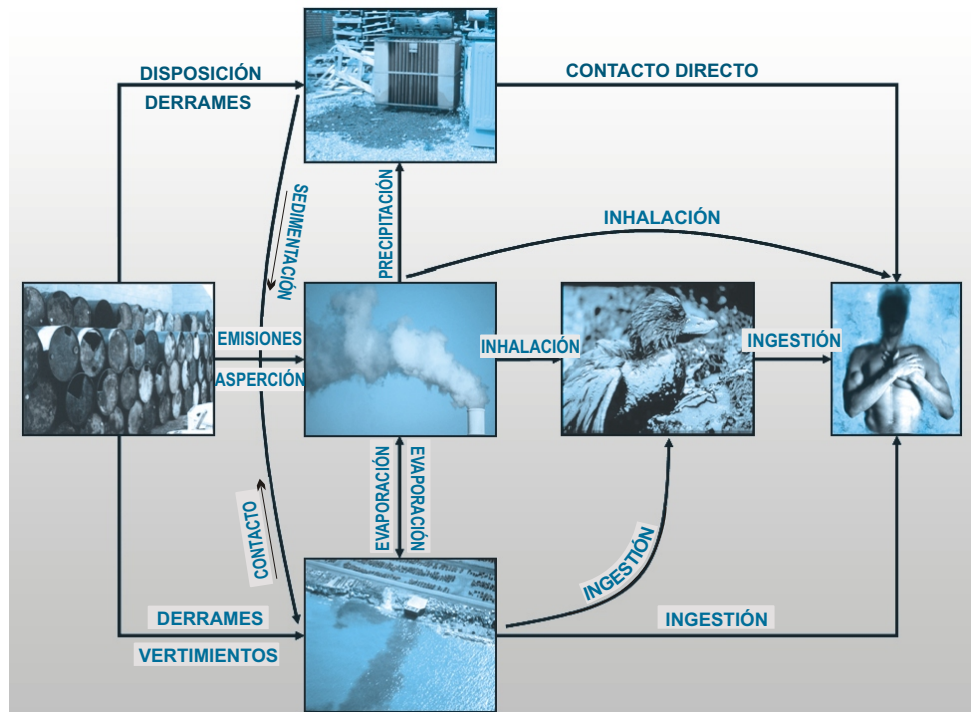 DISPOSICIÓN
DERRAMES
CONTACTO DIRECTO
SEDIMENTACIÓN
PRECIPITACIÓN
INHALACIÓN
EMISIONES
ASPERCIÓN
INHALACIÓN
INGESTIÓN
CONTACTO
EVAPORACIÓN
EVAPORACIÓN
INGESTIÓN
DERRAMES
VERTIMIENTOS
INGESTIÓN